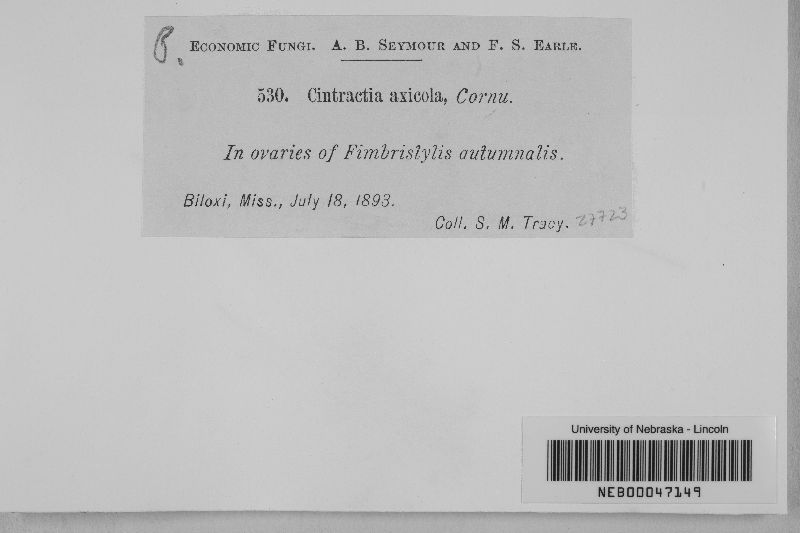 B.
Economic Fungi. A. B. Seymour and F. S. Earle.
530. Cintractia axicola, Cornu.
In ovaries of Fimbristylis autumnalis.
Biloxi, Miss., July 18, 1893.
Coll. S. M. Tracy. 27723
University of Nebraska - Lincoln
NEB00047149